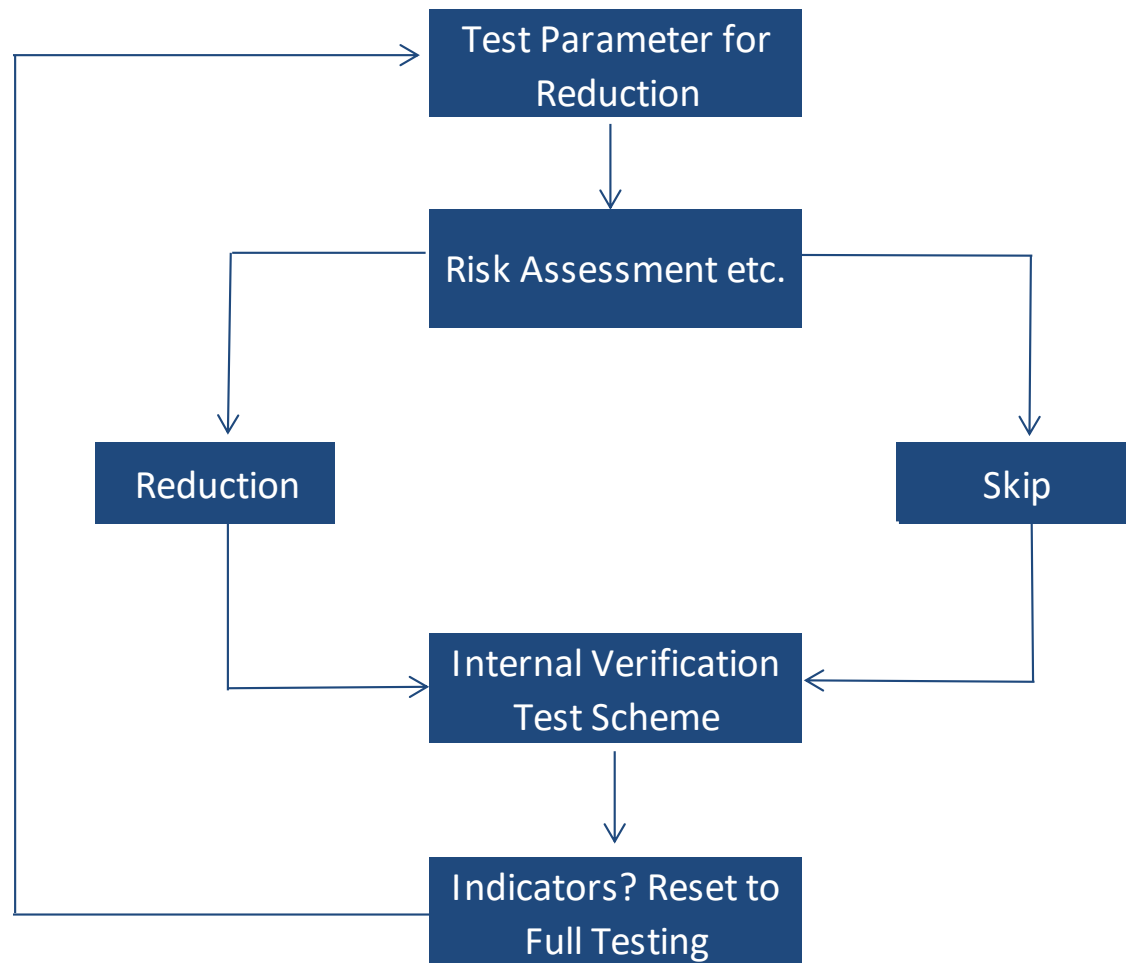 Test Parameter for
Reduction
Risk Assessment etc.
Reduction
Skip
Internal Verification
Test Scheme
Indicators? Reset to
Full Testing